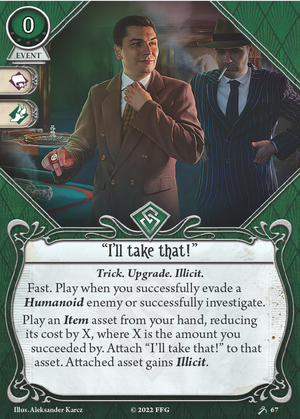 0
EVENT
"I'll take that!"
Trick. Upgrade. Illicit.
Fast. Play when you successfully evade a
Humanoid enemy or successfully investigate.
Play an Item asset from your hand, reducing
its cost by X, where X is the amount you
succeeded by. Attach "I'll take that!" to that
asset. Attached asset gains Illicit.
Illus. Aleksander Karcz © 2022 FFG 67